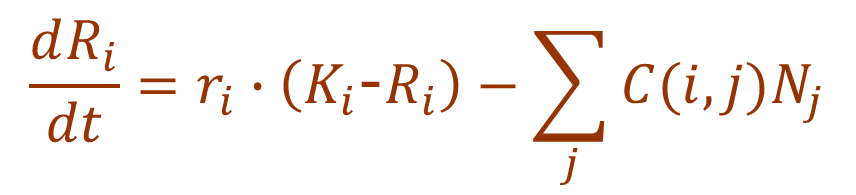 dR_i/dt = r_i · (K_i-R_i) − ∑_j C(i,j)N_j